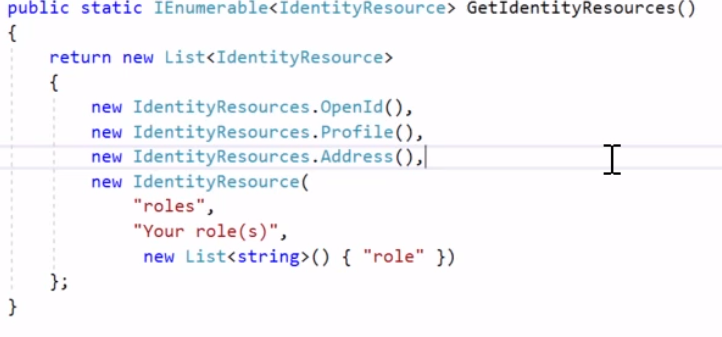 public static IEnumerable<IdentityResource> GetIdentityResources()
{
return new List<IdentityResource>
{
new IdentityResources.OpenId(),
new IdentityResources.Profile(),
new IdentityResources.Address(),
new IdentityResource(
"roles",
"Your role(s)",
new List<string>() { "role" })
};
}